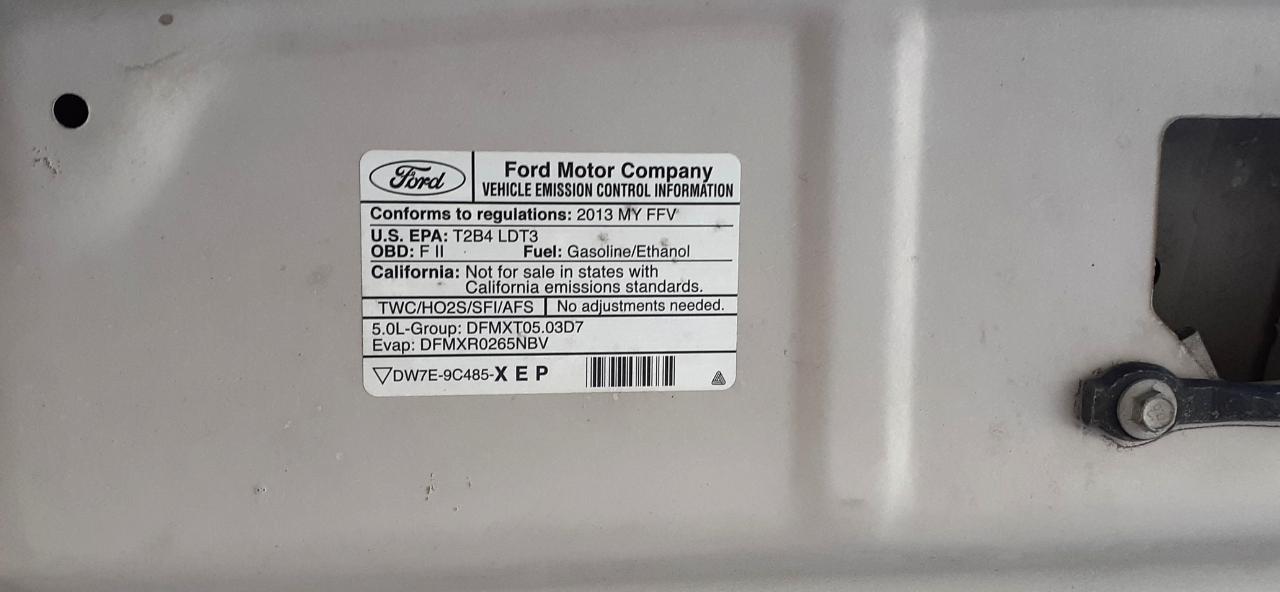 Ford
Ford Motor Company
VEHICLE EMISSION CONTROL INFORMATION
Conforms to regulations: 2013 MY FFV
U.S. EPA: T2B4 LDT3
OBD: F II Fuel: Gasoline/Ethanol
California: Not for sale in states with
California emissions standards.
TWC/HO2S/SFI/AFS No adjustments needed.
5.0L-Group: DFMXT05.03D7
Evap: DFMXR0265NBV
DW7E-9C485-X E P